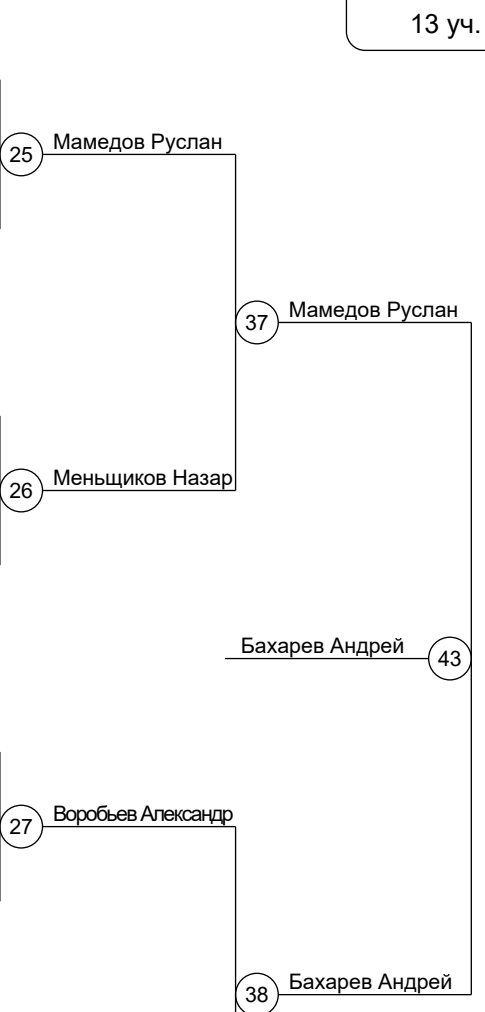 13 уч.
25 Мамедов Руслан
37 Мамедов Руслан
26 Меньщиков Назар
Бахарев Андрей 43
27 Воробьев Александр
38 Бахарев Андрей